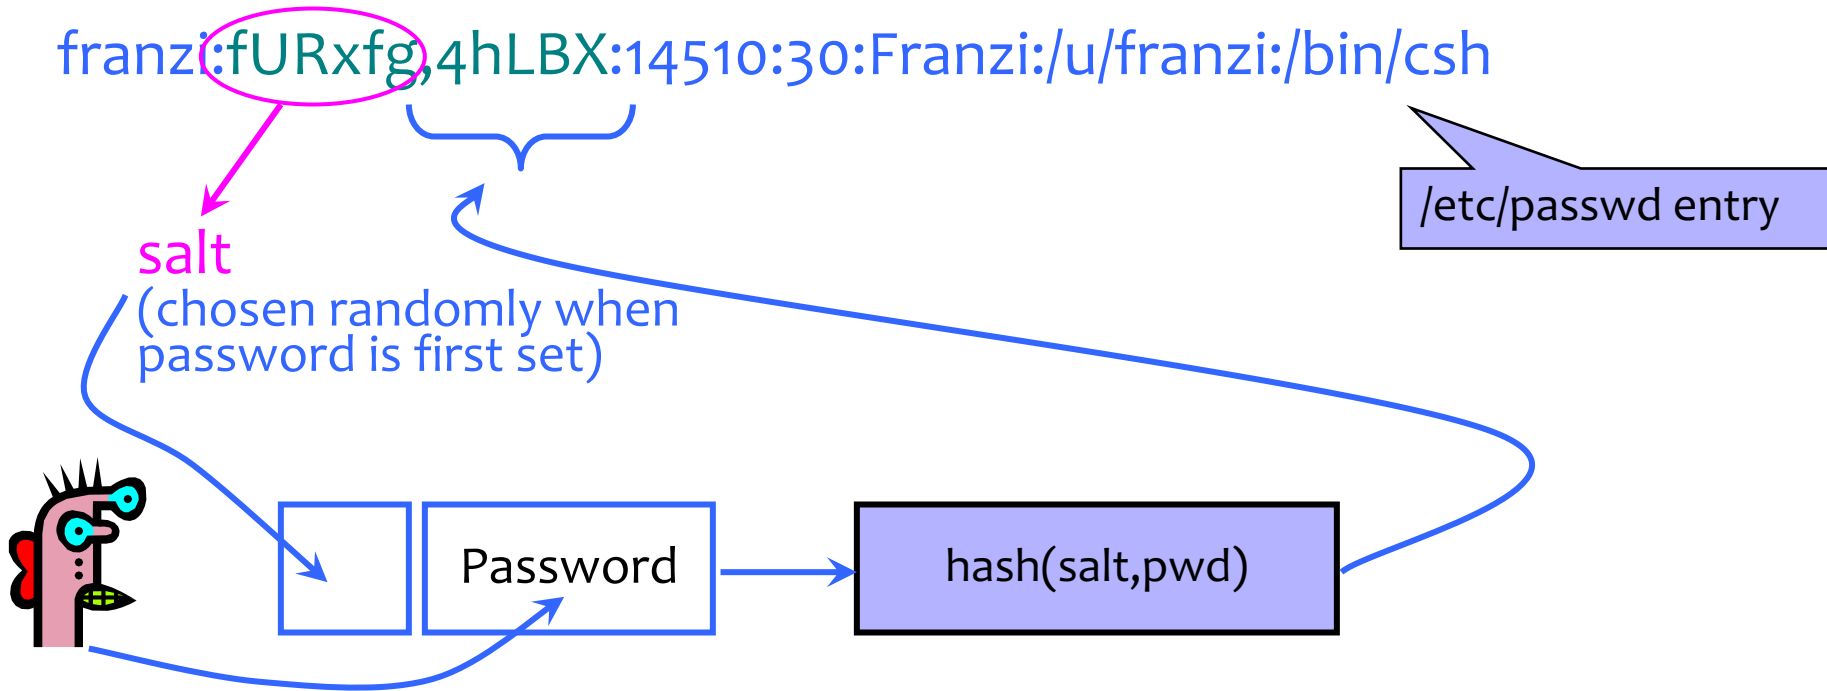 franzi:fURxfg,4hLBX:14510:30:Franzi:/u/franzi:/bin/csh
/etc/passwd entry
salt
(chosen randomly when
password is first set)
Password
hash(salt,pwd)